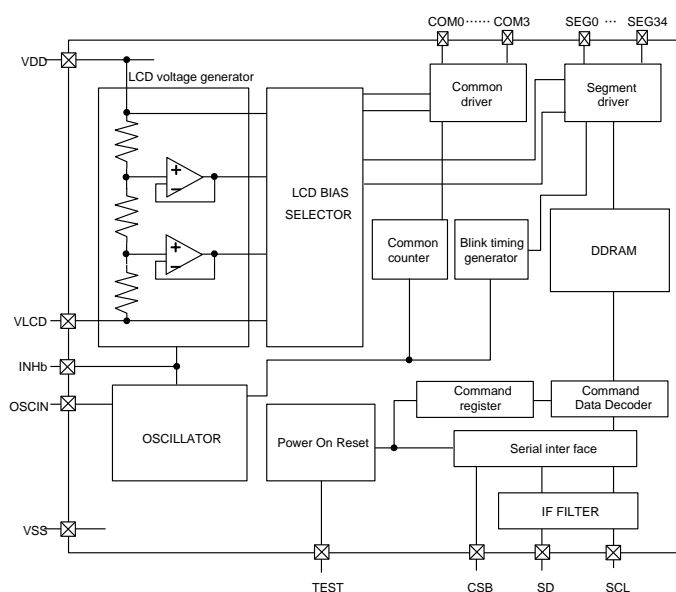 COM0 ······ COM3 SEG0 ··· SEG34
VDD
LCD voltage generator
Common
driver
Segment
driver
+
−
LCD BIAS
SELECTOR
Common
counter
Blink timing
generator
DDRAM
+
−
VLCD
INHb
OSCIN
OSCILLATOR
Power On Reset
Command
register
Command
Data Decoder
Serial inter face
IF FILTER
VSS
TEST CSB SD SCL